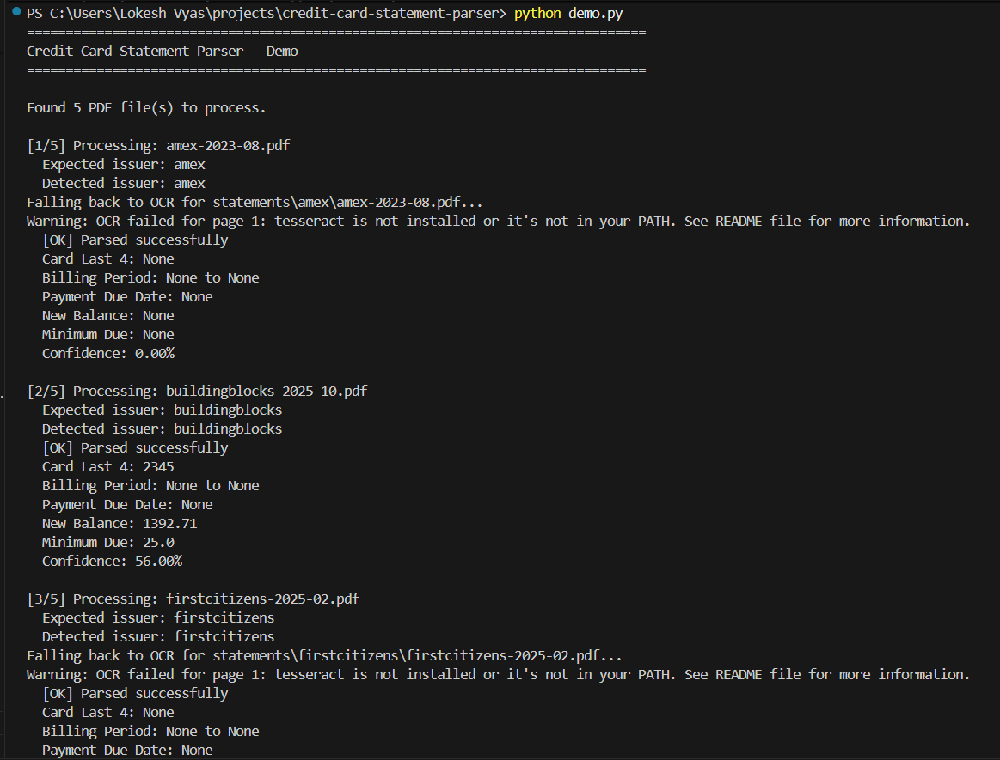 PS C:\Users\Lokesh Vyas\projects\credit-card-statement-parser> python demo.py
================================================================================
Credit Card Statement Parser - Demo
================================================================================
Found 5 PDF file(s) to process.
[1/5] Processing: amex-2023-08.pdf
Expected issuer: amex
Detected issuer: amex
Falling back to OCR for statements\amex\amex-2023-08.pdf...
Warning: OCR failed for page 1: tesseract is not installed or it's not in your PATH. See README file for more information.
[OK] Parsed successfully
Card Last 4: None
Billing Period: None to None
Payment Due Date: None
New Balance: None
Minimum Due: None
Confidence: 0.00%
[2/5] Processing: buildingblocks-2025-10.pdf
Expected issuer: buildingblocks
Detected issuer: buildingblocks
[OK] Parsed successfully
Card Last 4: 2345
Billing Period: None to None
Payment Due Date: None
New Balance: 1392.71
Minimum Due: 25.0
Confidence: 56.00%
[3/5] Processing: firstcitizens-2025-02.pdf
Expected issuer: firstcitizens
Detected issuer: firstcitizens
Falling back to OCR for statements\firstcitizens\firstcitizens-2025-02.pdf...
Warning: OCR failed for page 1: tesseract is not installed or it's not in your PATH. See README file for more information.
[OK] Parsed successfully
Card Last 4: None
Billing Period: None to None
Payment Due Date: None